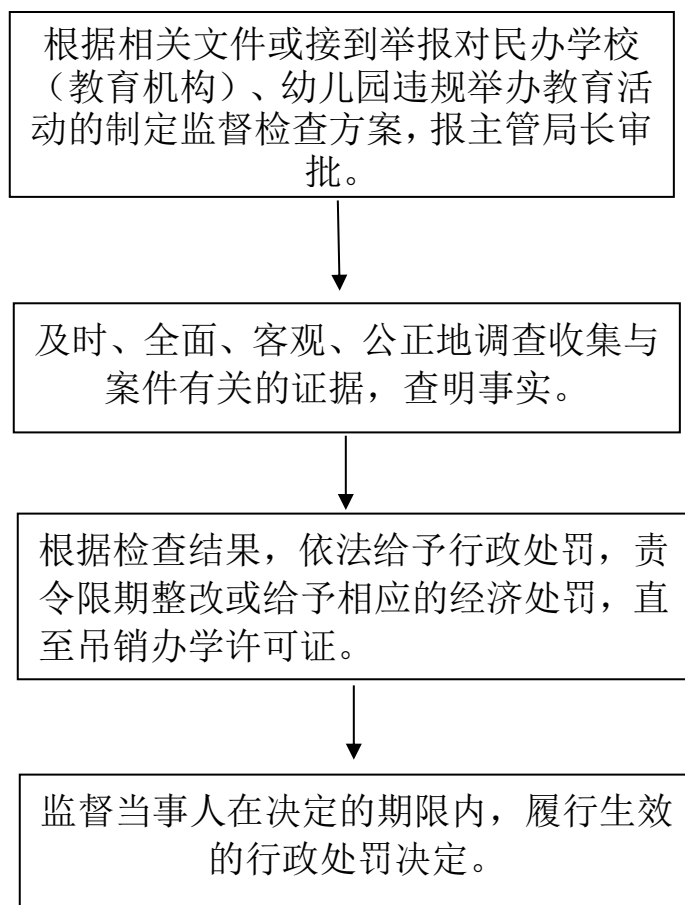 根据相关文件或接到举报对民办学校
（教育机构）、幼儿园违规举办教育活
动的制定监督检查方案，报主管局长审
批。
及时、全面、客观、公正地调查收集与
案件有关的证据，查明事实。
根据检查结果，依法给予行政处罚，责
令限期整改或给予相应的经济处罚，直
至吊销办学许可证。
监督当事人在决定的期限内，履行生效
的行政处罚决定。